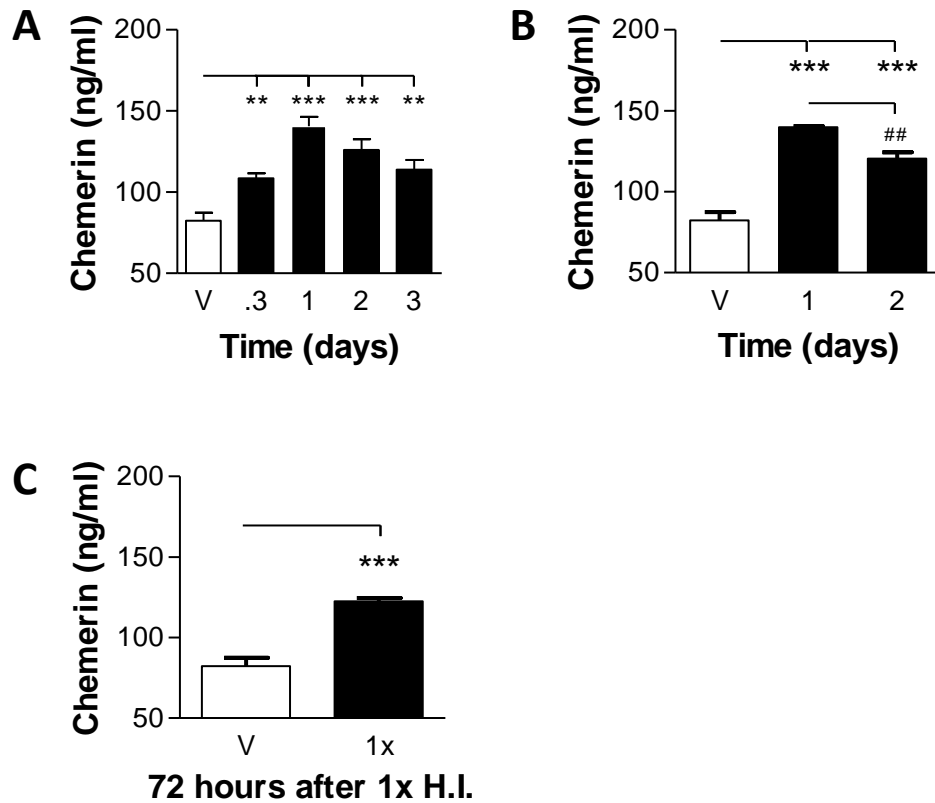 A
Chemerin (ng/ml)
200
150
100
50
** *** *** **
V .3 1 2 3
Time (days)
B
Chemerin (ng/ml)
200
150
100
50
*** ***
##
V 1 2
Time (days)
C
Chemerin (ng/ml)
200
150
100
50
***
V 1x
72 hours after 1x H.I.